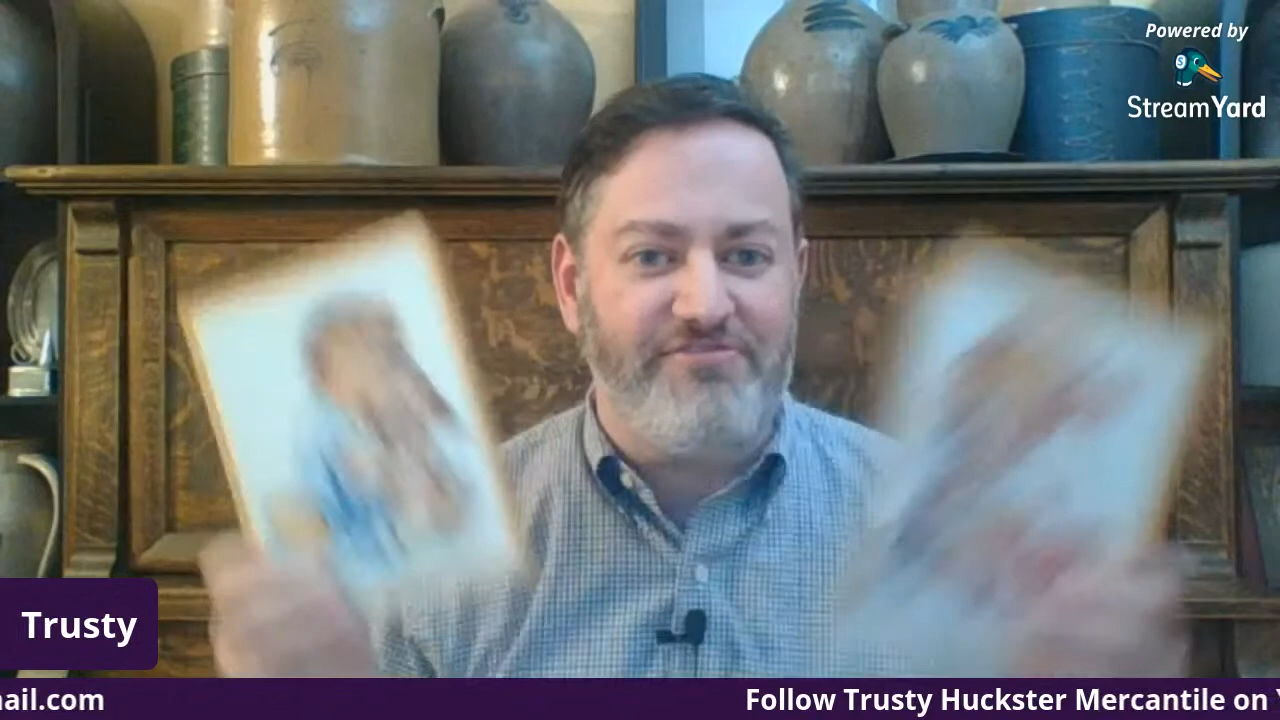 Powered by
StreamYard
Trusty
ail.com
Follow Trusty Huckster Mercantile on